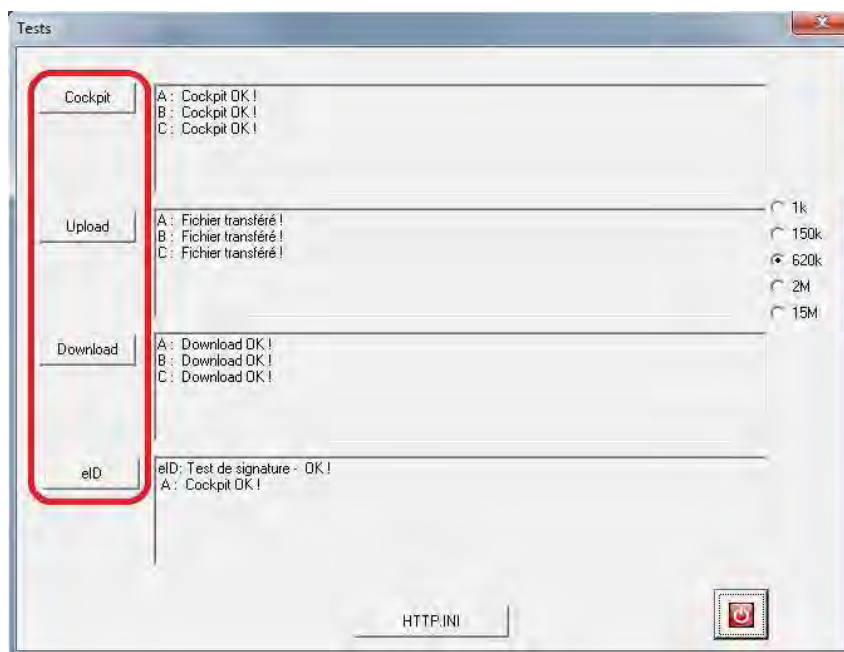 Tests
Cockpit
A : Cockpit OK !
B : Cockpit OK !
C : Cockpit OK !
Upload
A : Fichier transféré !
B : Fichier transféré !
C : Fichier transféré !
1k
150k
620k
2M
15M
Download
A : Download OK !
B : Download OK !
C : Download OK !
eID
eID: Test de signature - OK !
A : Cockpit OK !
HTTP.INI